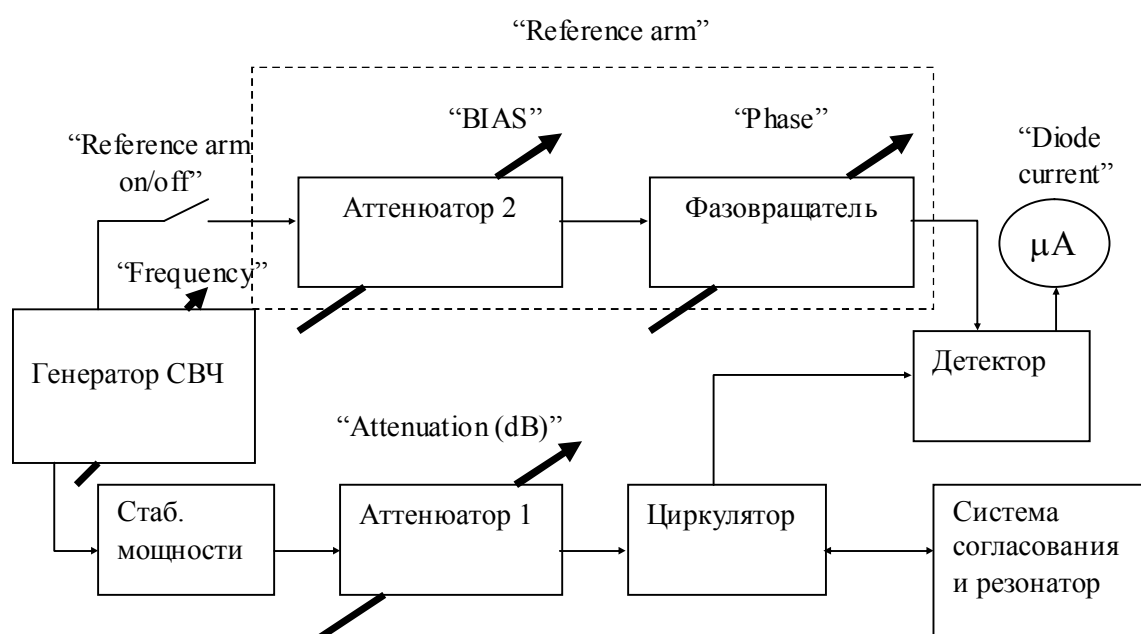 “Reference arm”
“BIAS”
“Phase”
“Reference arm
on/off”
“Diode
current”
Аттенюатор 2
Фазовращатель
μA
“Frequency”
Генератор СВЧ
Детектор
“Attenuation (dB)”
Стаб.
мощности
Аттенюатор 1
Циркулятор
Система
согласования
и резонатор